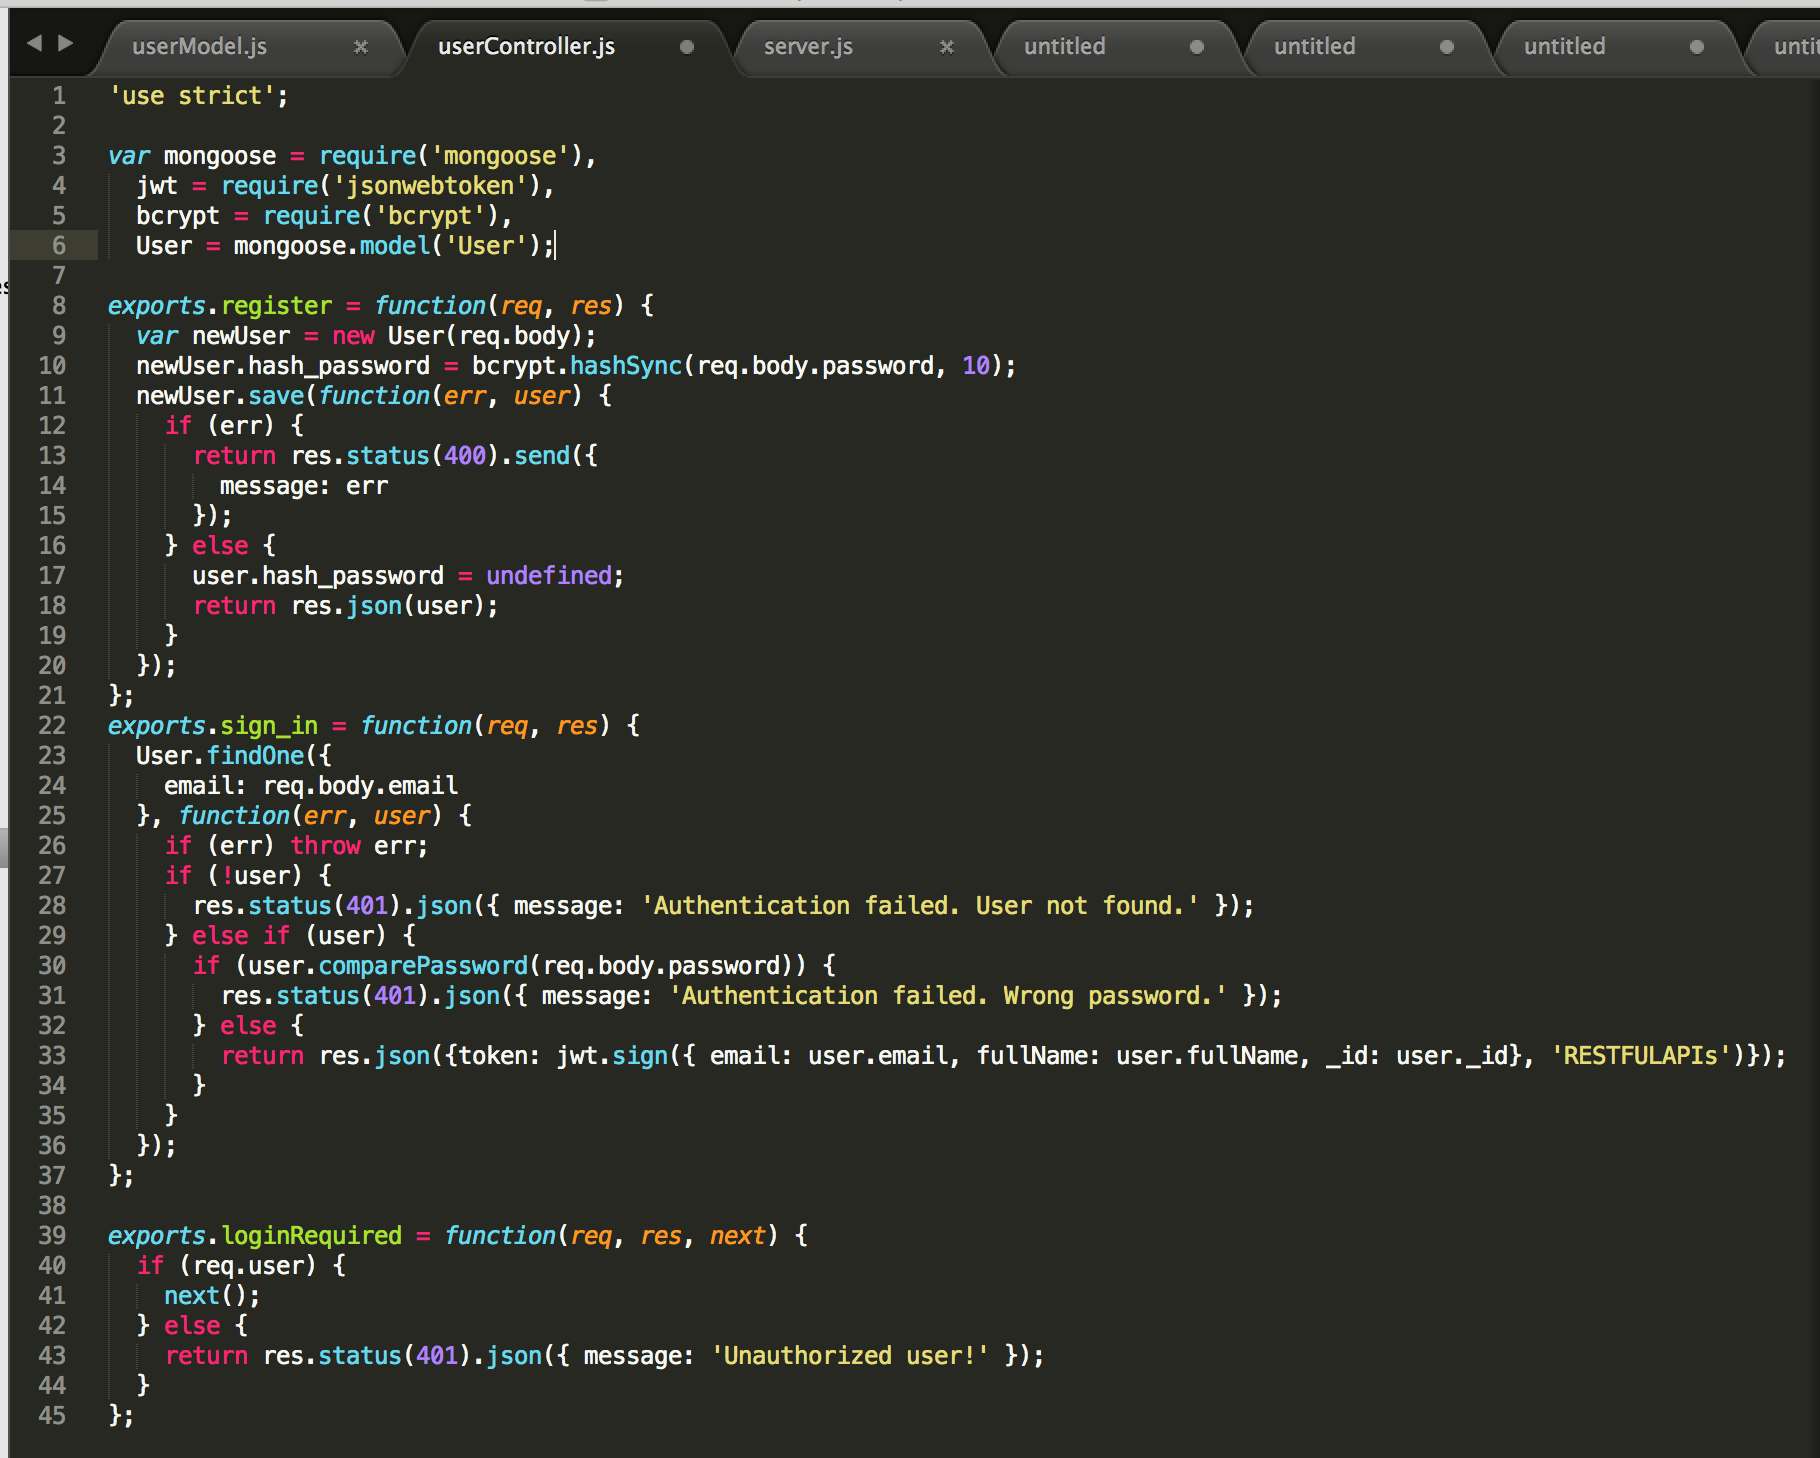 userModel.js × userController.js server.js × untitled untitled untitled
1 'use strict';
2
3 var mongoose = require('mongoose'),
4   jwt = require('jsonwebtoken'),
5   bcrypt = require('bcrypt'),
6   User = mongoose.model('User');
7
8 exports.register = function(req, res) {
9   var newUser = new User(req.body);
10   newUser.hash_password = bcrypt.hashSync(req.body.password, 10);
11   newUser.save(function(err, user) {
12     if (err) {
13       return res.status(400).send({
14         message: err
15       });
16     } else {
17       user.hash_password = undefined;
18       return res.json(user);
19     }
20   });
21 };
22 exports.sign_in = function(req, res) {
23   User.findOne({
24     email: req.body.email
25   }, function(err, user) {
26     if (err) throw err;
27     if (!user) {
28       res.status(401).json({ message: 'Authentication failed. User not found.' });
29     } else if (user) {
30       if (user.comparePassword(req.body.password)) {
31         res.status(401).json({ message: 'Authentication failed. Wrong password.' });
32       } else {
33         return res.json({token: jwt.sign({ email: user.email, fullName: user.fullName, _id: user._id}, 'RESTFULAPIs')});
34       }
35     }
36   });
37 };
38
39 exports.loginRequired = function(req, res, next) {
40   if (req.user) {
41     next();
42   } else {
43     return res.status(401).json({ message: 'Unauthorized user!' });
44   }
45 };